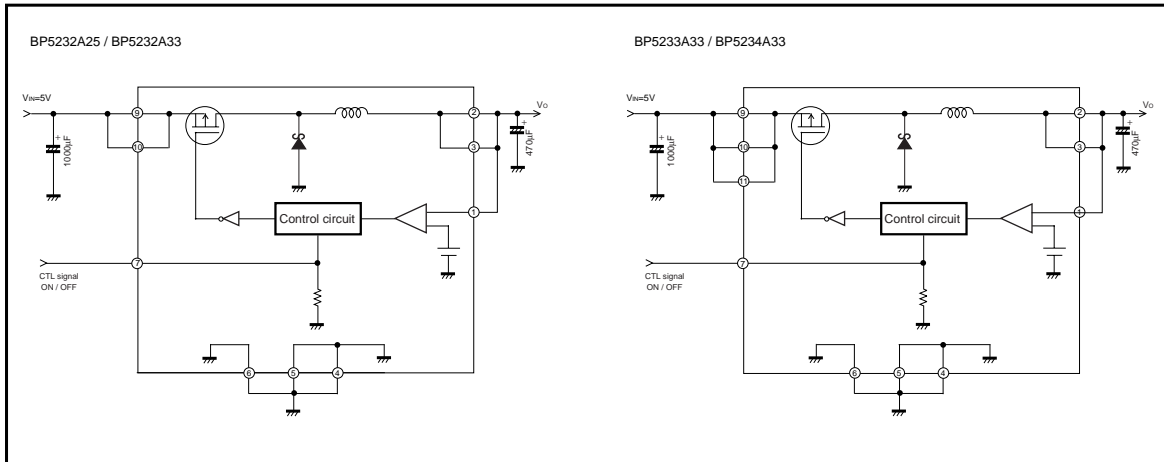 BP5232A25 / BP5232A33
VIN=5V
9
10
+
1000μF
2
3
1
VO
+
470μF
Control circuit
7
CTL signal
ON / OFF
6
5
4
BP5233A33 / BP5234A33
VIN=5V
9
10
11
+
1000μF
2
3
1
VO
+
470μF
Control circuit
7
CTL signal
ON / OFF
6
5
4